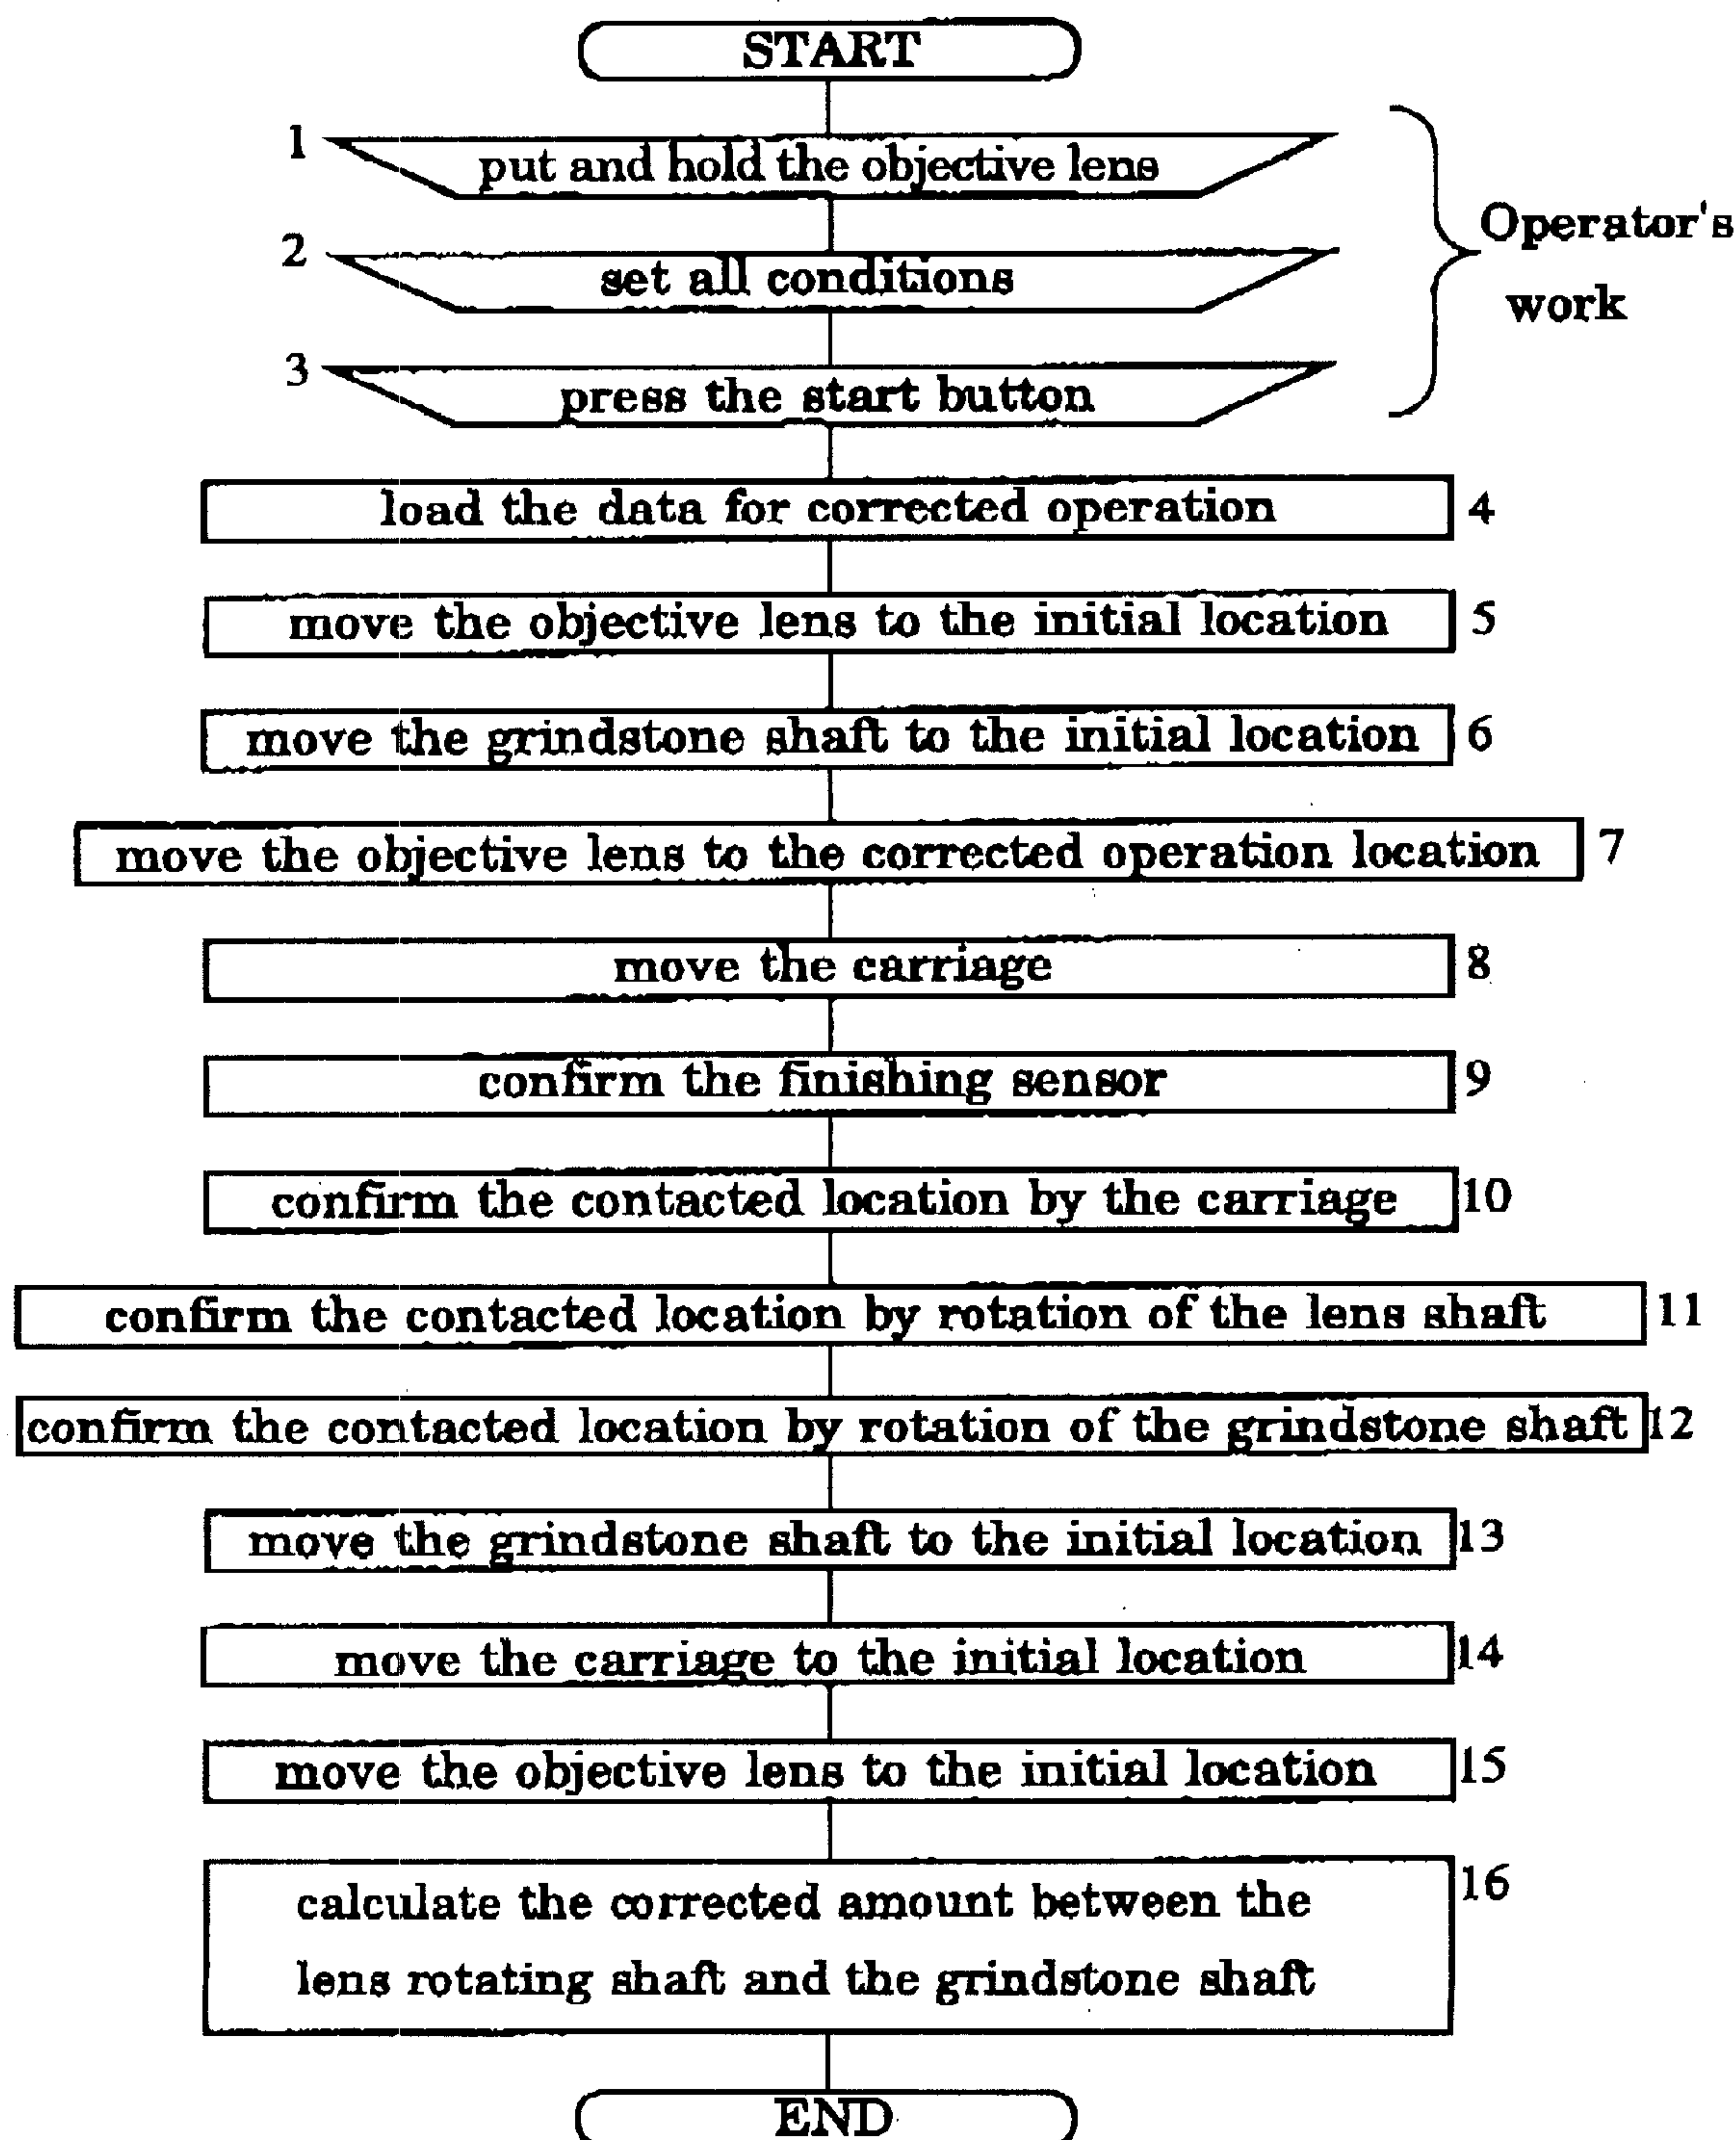 START
1 put and hold the objective lens
2 set all conditions
3 press the start button
Operator's
work
load the data for corrected operation 4
move the objective lens to the initial location 5
move the grindstone shaft to the initial location 6
move the objective lens to the corrected operation location 7
move the carriage 8
confirm the finishing sensor 9
confirm the contacted location by the carriage 10
confirm the contacted location by rotation of the lens shaft 11
confirm the contacted location by rotation of the grindstone shaft 12
move the grindstone shaft to the initial location 13
move the carriage to the initial location 14
move the objective lens to the initial location 15
calculate the corrected amount between the 16
lens rotating shaft and the grindstone shaft
END